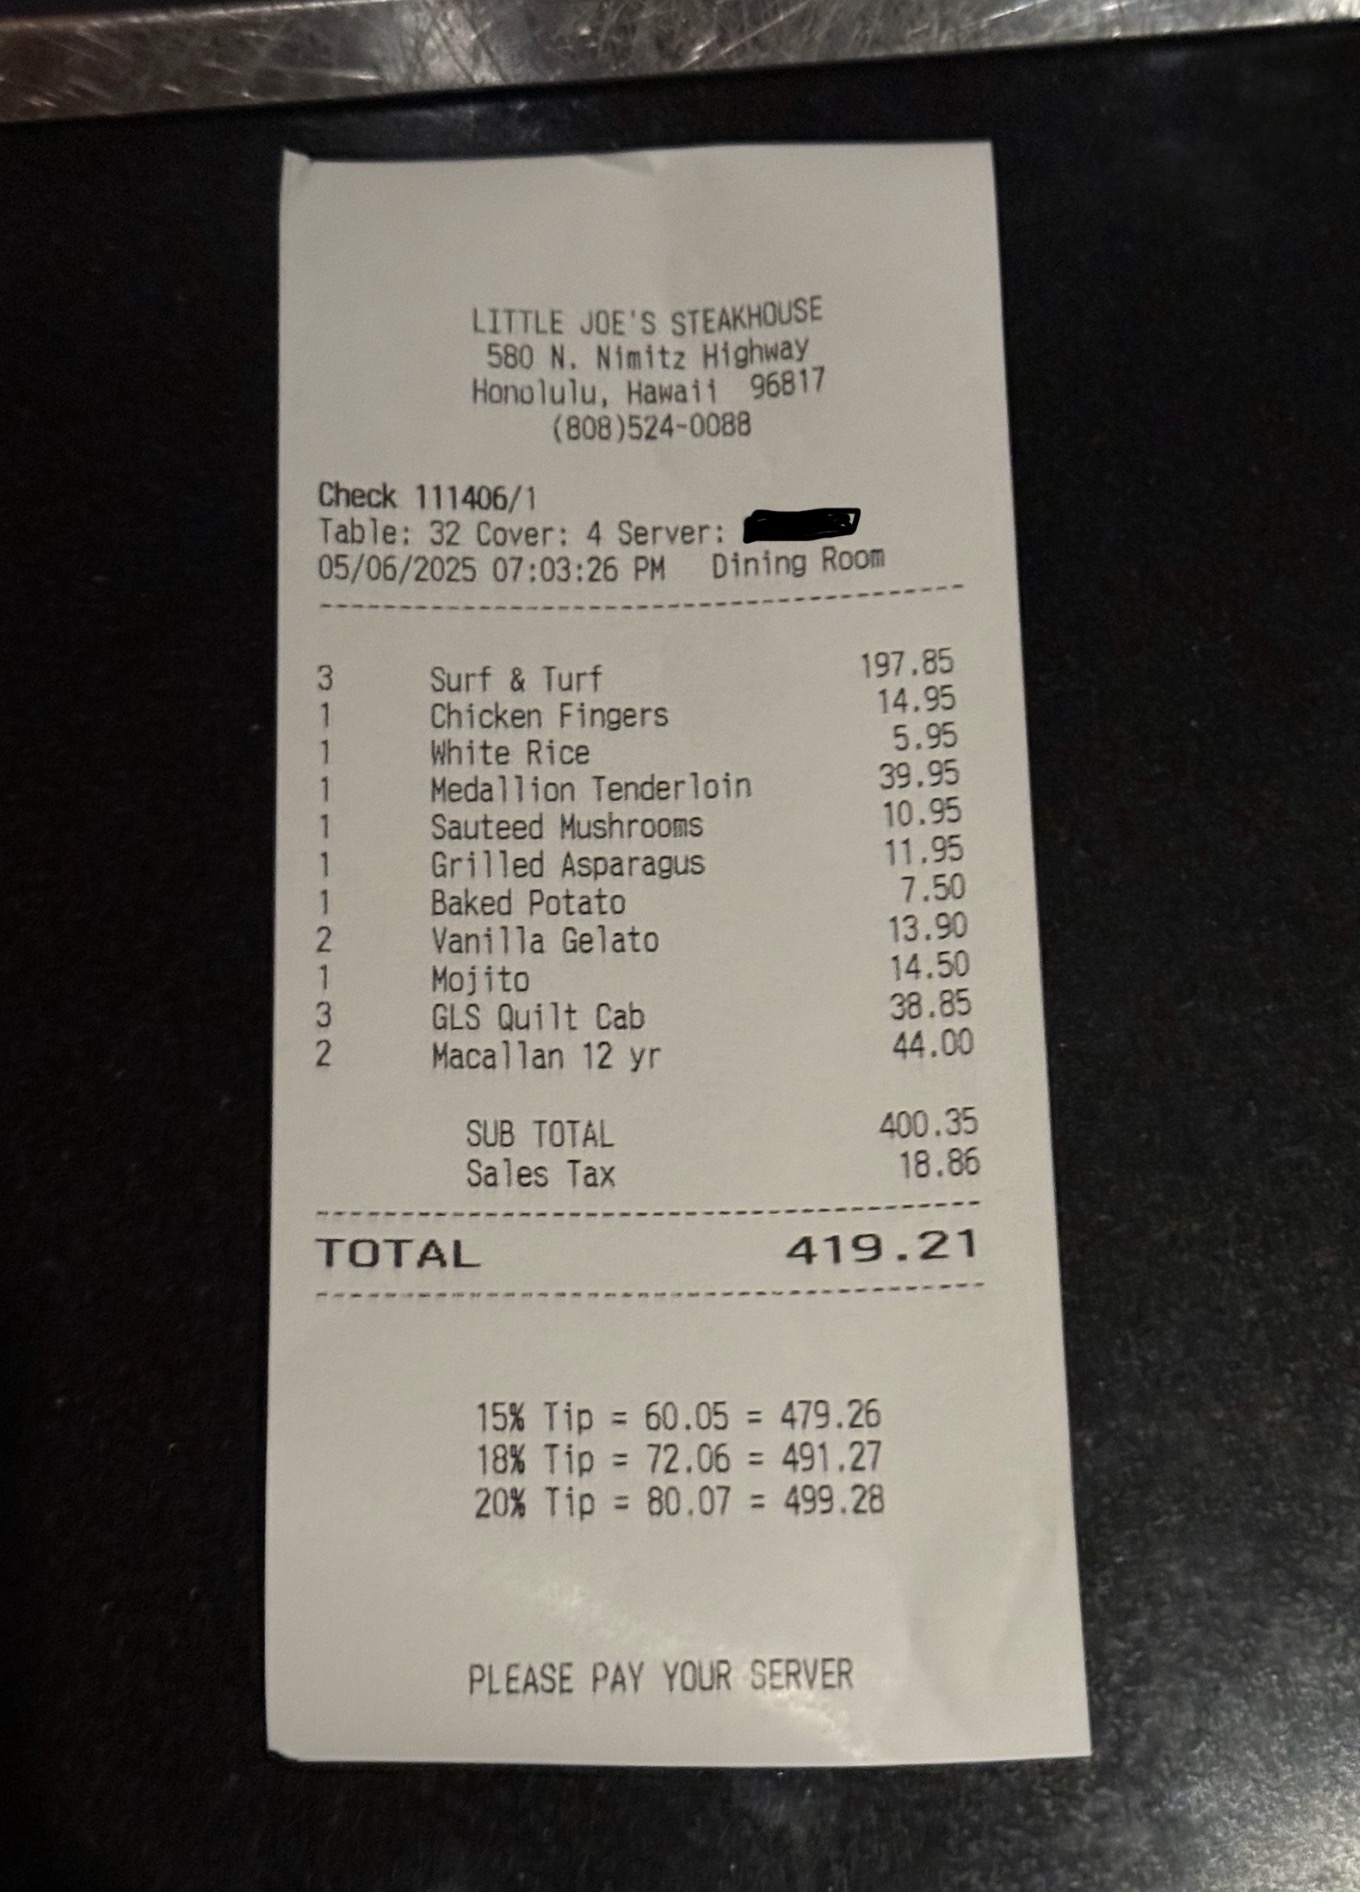 LITTLE JOE'S STEAKHOUSE
580 N. Nimitz Highway
Honolulu, Hawaii 96817
(808)524-0088
Check 111406/1
Table: 32 Cover: 4 Server:
05/06/2025 07:03:26 PM Dining Room
3 Surf & Turf 197.85
1 Chicken Fingers 14.95
1 White Rice 5.95
1 Medallion Tenderloin 39.95
1 Sauteed Mushrooms 10.95
1 Grilled Asparagus 11.95
1 Baked Potato 7.50
2 Vanilla Gelato 13.90
1 Mojito 14.50
3 GLS Quilt Cab 38.85
2 Macallan 12 yr 44.00
SUB TOTAL 400.35
Sales Tax 18.86
TOTAL 419.21
15% Tip = 60.05 = 479.26
18% Tip = 72.06 = 491.27
20% Tip = 80.07 = 499.28
PLEASE PAY YOUR SERVER